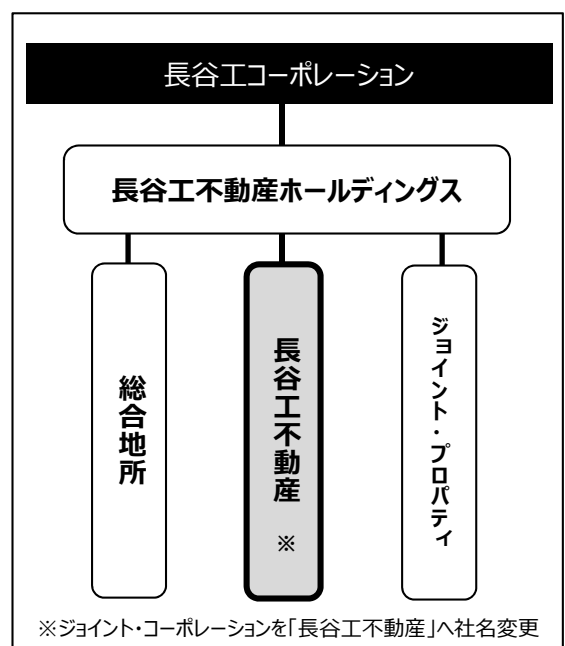 長谷工コーポレーション
長谷工不動産ホールディングス
総合地所
長谷工不動産 ※
ジョイント・プロパティ
※ジョイント・コーポレーションを「長谷工不動産」へ社名変更